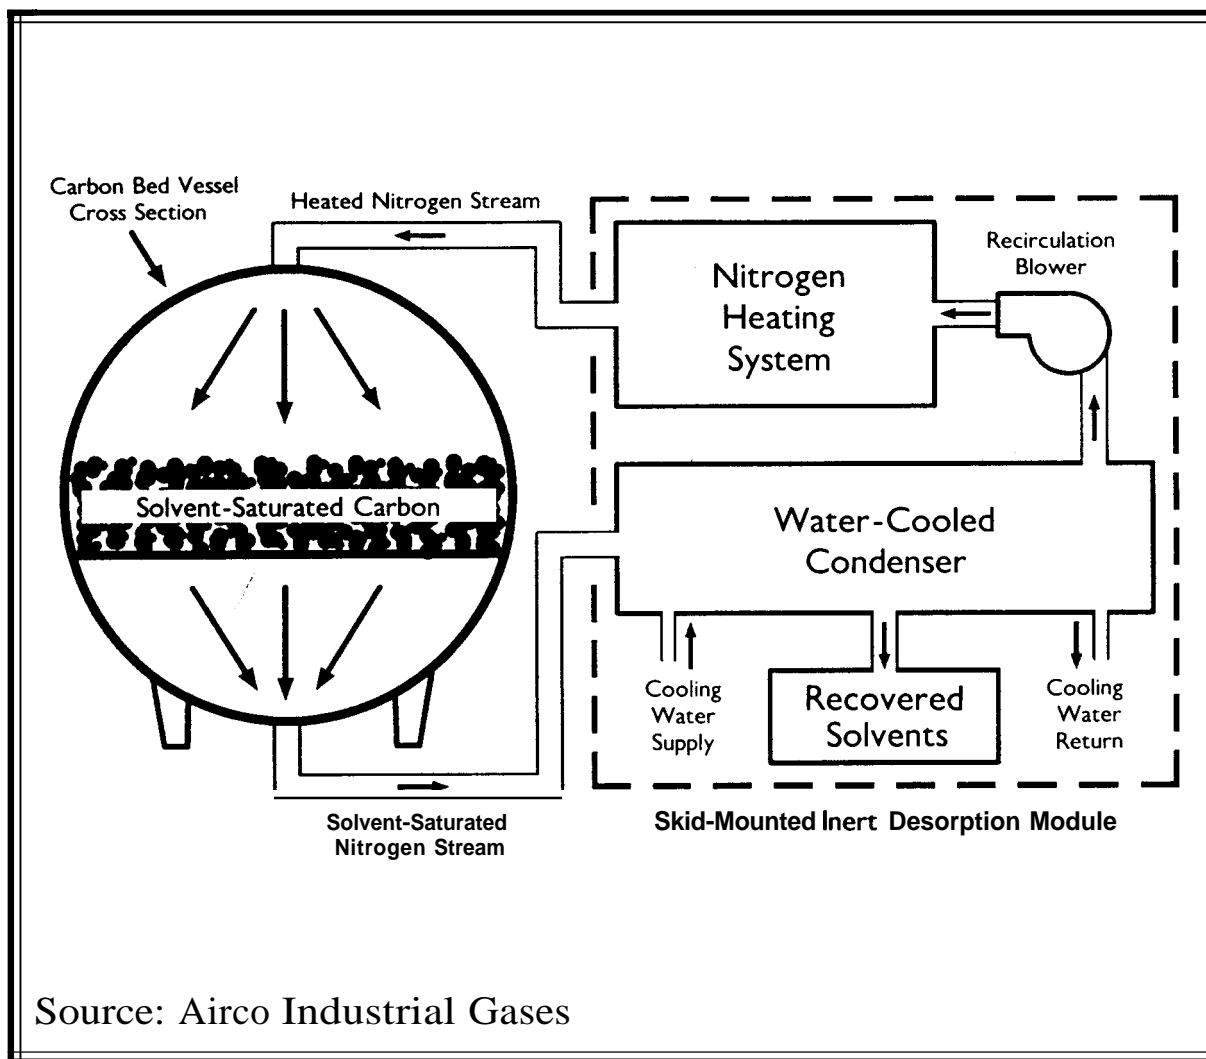 Carbon Bed Vessel
Cross Section
Heated Nitrogen Stream
Nitrogen
Heating
System
Recirculation
Blower
Solvent-Saturated Carbon
Water-Cooled
Condenser
Cooling
Water
Supply
Recovered
Solvents
Cooling
Water
Return
Solvent-Saturated
Nitrogen Stream
Skid-Mounted Inert Desorption Module
Source: Airco Industrial Gases